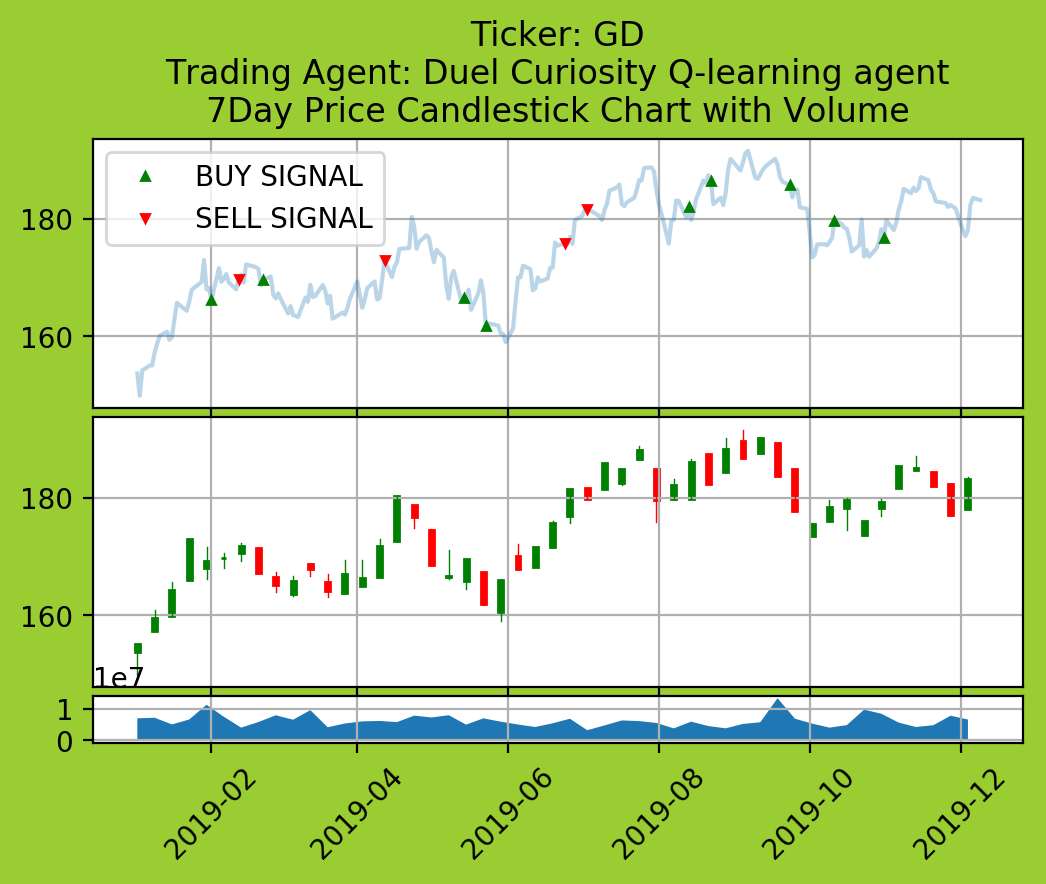 Ticker: GD
Trading Agent: Duel Curiosity Q-learning agent
7Day Price Candlestick Chart with Volume
BUY SIGNAL
SELL SIGNAL
180
160
180
160
1e7
1
0
2019-02
2019-04
2019-06
2019-08
2019-10
2019-12